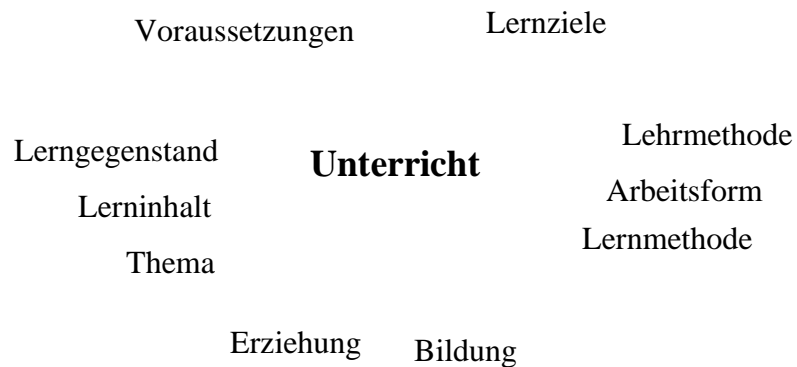 Voraussetzungen
Lernziele
Lerngegenstand
Unterricht
Lehrmethode
Lerninhalt
Arbeitsform
Thema
Lernmethode
Erziehung
Bildung